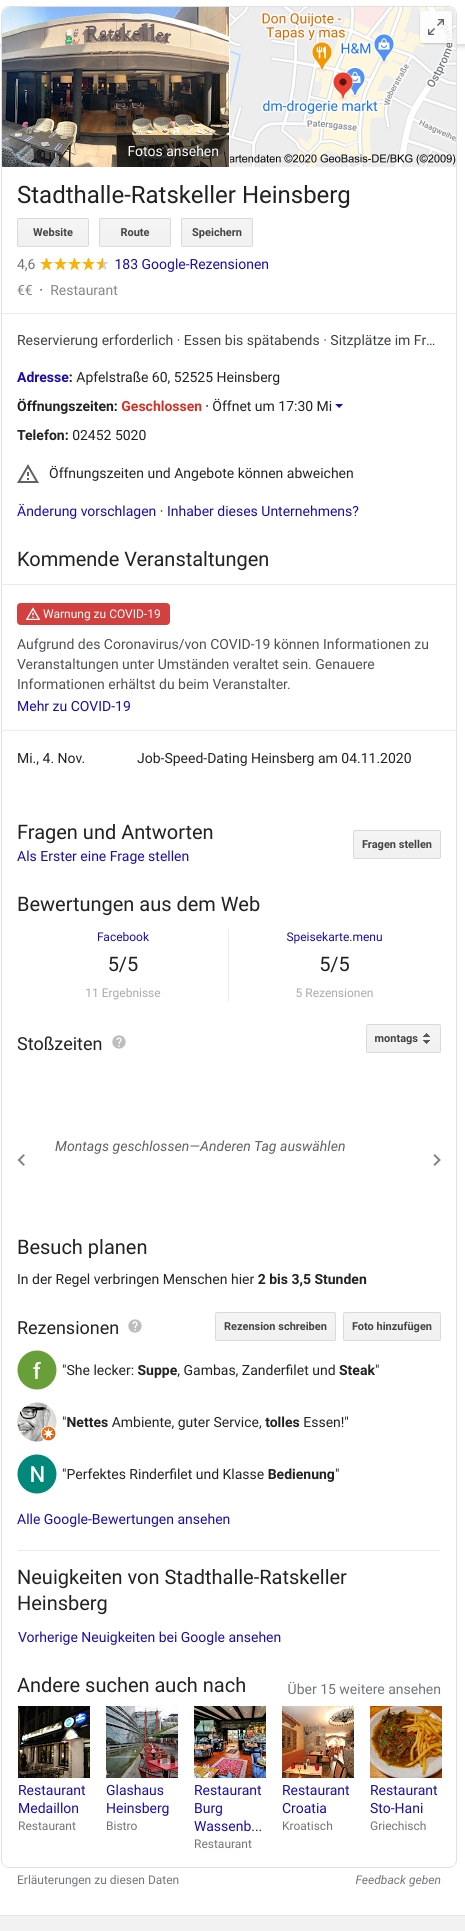 Ratskeller
Don Quijote -
Tapas y mas
H&M
dm-drogerie markt
Patersgasse
Weberstraße
Ostprome
Haagweiher
Fotos ansehen
artendaten ©2020 GeoBasis-DE/BKG (©2009)
Stadthalle-Ratskeller Heinsberg
Website Route Speichern
4,6 183 Google-Rezensionen
€€ · Restaurant
Reservierung erforderlich · Essen bis spätabends · Sitzplätze im Fr...
Adresse: Apfelstraße 60, 52525 Heinsberg
Öffnungszeiten: Geschlossen · Öffnet um 17:30 Mi
Telefon: 02452 5020
Öffnungszeiten und Angebote können abweichen
Änderung vorschlagen · Inhaber dieses Unternehmens?
Kommende Veranstaltungen
Warnung zu COVID-19
Aufgrund des Coronavirus/von COVID-19 können Informationen zu
Veranstaltungen unter Umständen veraltet sein. Genauere
Informationen erhältst du beim Veranstalter.
Mehr zu COVID-19
Mi., 4. Nov. Job-Speed-Dating Heinsberg am 04.11.2020
Fragen und Antworten
Als Erster eine Frage stellen
Fragen stellen
Bewertungen aus dem Web
Facebook Speisekarte.menu
5/5 5/5
11 Ergebnisse 5 Rezensionen
Stoßzeiten ? montags
Montags geschlossen—Anderen Tag auswählen
Besuch planen
In der Regel verbringen Menschen hier 2 bis 3,5 Stunden
Rezensionen ? Rezension schreiben Foto hinzufügen
f "She lecker: Suppe, Gambas, Zanderfilet und Steak"
"Nettes Ambiente, guter Service, tolles Essen!"
N "Perfektes Rinderfilet und Klasse Bedienung"
Alle Google-Bewertungen ansehen
Neuigkeiten von Stadthalle-Ratskeller
Heinsberg
Vorherige Neuigkeiten bei Google ansehen
Andere suchen auch nach Über 15 weitere ansehen
Restaurant Medaillon
Restaurant
Glashaus Heinsberg
Bistro
Restaurant Burg Wassenb...
Restaurant
Restaurant Croatia
Kroatisch
Restaurant Sto-Hani
Griechisch
Erläuterungen zu diesen Daten Feedback geben